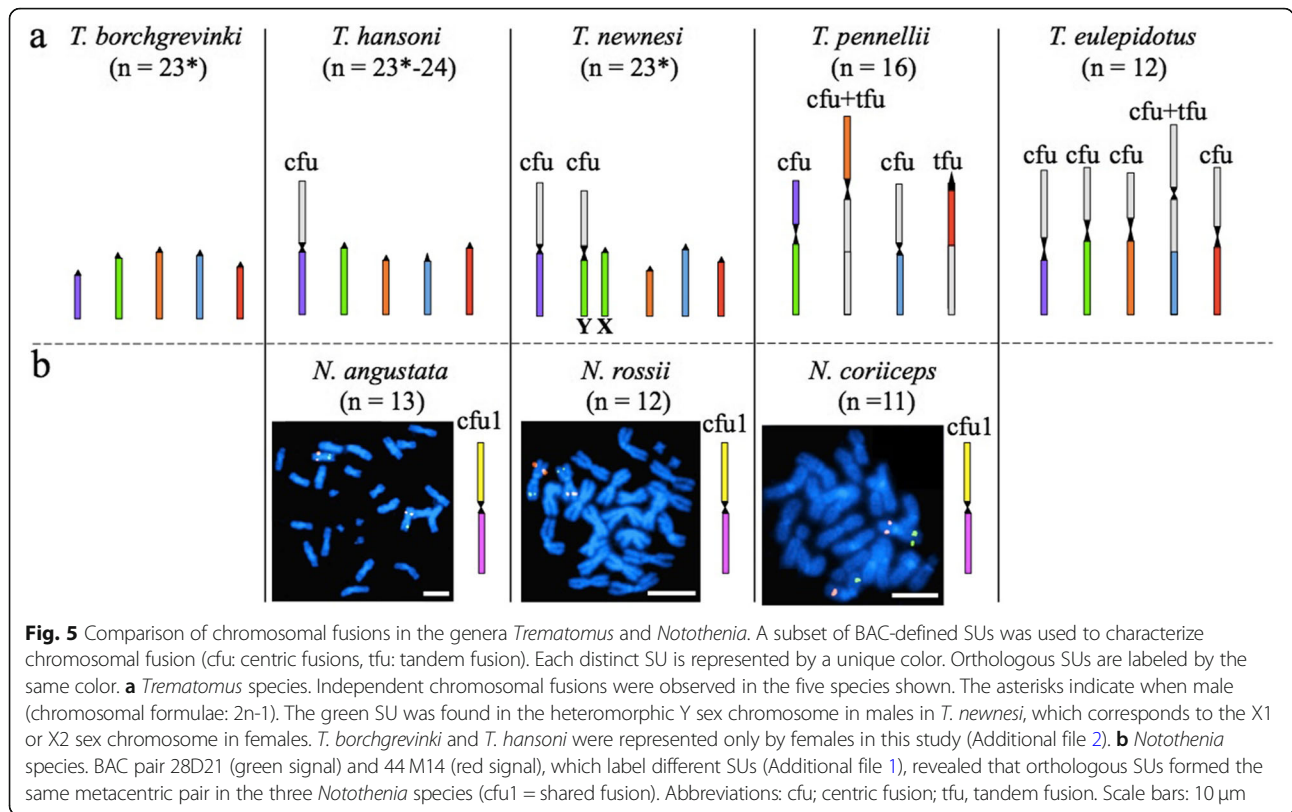 a
T. borchgrevinki
(n = 23*)
T. hansoni
(n = 23*-24)
T. newnesi
(n = 23*)
T. pennellii
(n = 16)
T. eulepidotus
(n = 12)
cfu
cfu cfu
Y X
cfu cfu+tfu cfu tfu
cfu cfu cfu cfu+tfu cfu
b
N. angustata
(n = 13)
cfu1
N. rossii
(n = 12)
cfu1
N. coriiceps
(n =11)
cfu1
Fig. 5 Comparison of chromosomal fusions in the genera Trematomus and Notothenia. A subset of BAC-defined SUs was used to characterize
chromosomal fusion (cfu: centric fusions, tfu: tandem fusion). Each distinct SU is represented by a unique color. Orthologous SUs are labeled by the
same color. a Trematomus species. Independent chromosomal fusions were observed in the five species shown. The asterisks indicate when male
(chromosomal formulae: 2n-1). The green SU was found in the heteromorphic Y sex chromosome in males in T. newnesi, which corresponds to the X1
or X2 sex chromosome in females. T. borchgrevinki and T. hansoni were represented only by females in this study (Additional file 2). b Notothenia
species. BAC pair 28D21 (green signal) and 44 M14 (red signal), which label different SUs (Additional file 1), revealed that orthologous SUs formed the
same metacentric pair in the three Notothenia species (cfu1 = shared fusion). Abbreviations: cfu; centric fusion; tfu, tandem fusion. Scale bars: 10 μm